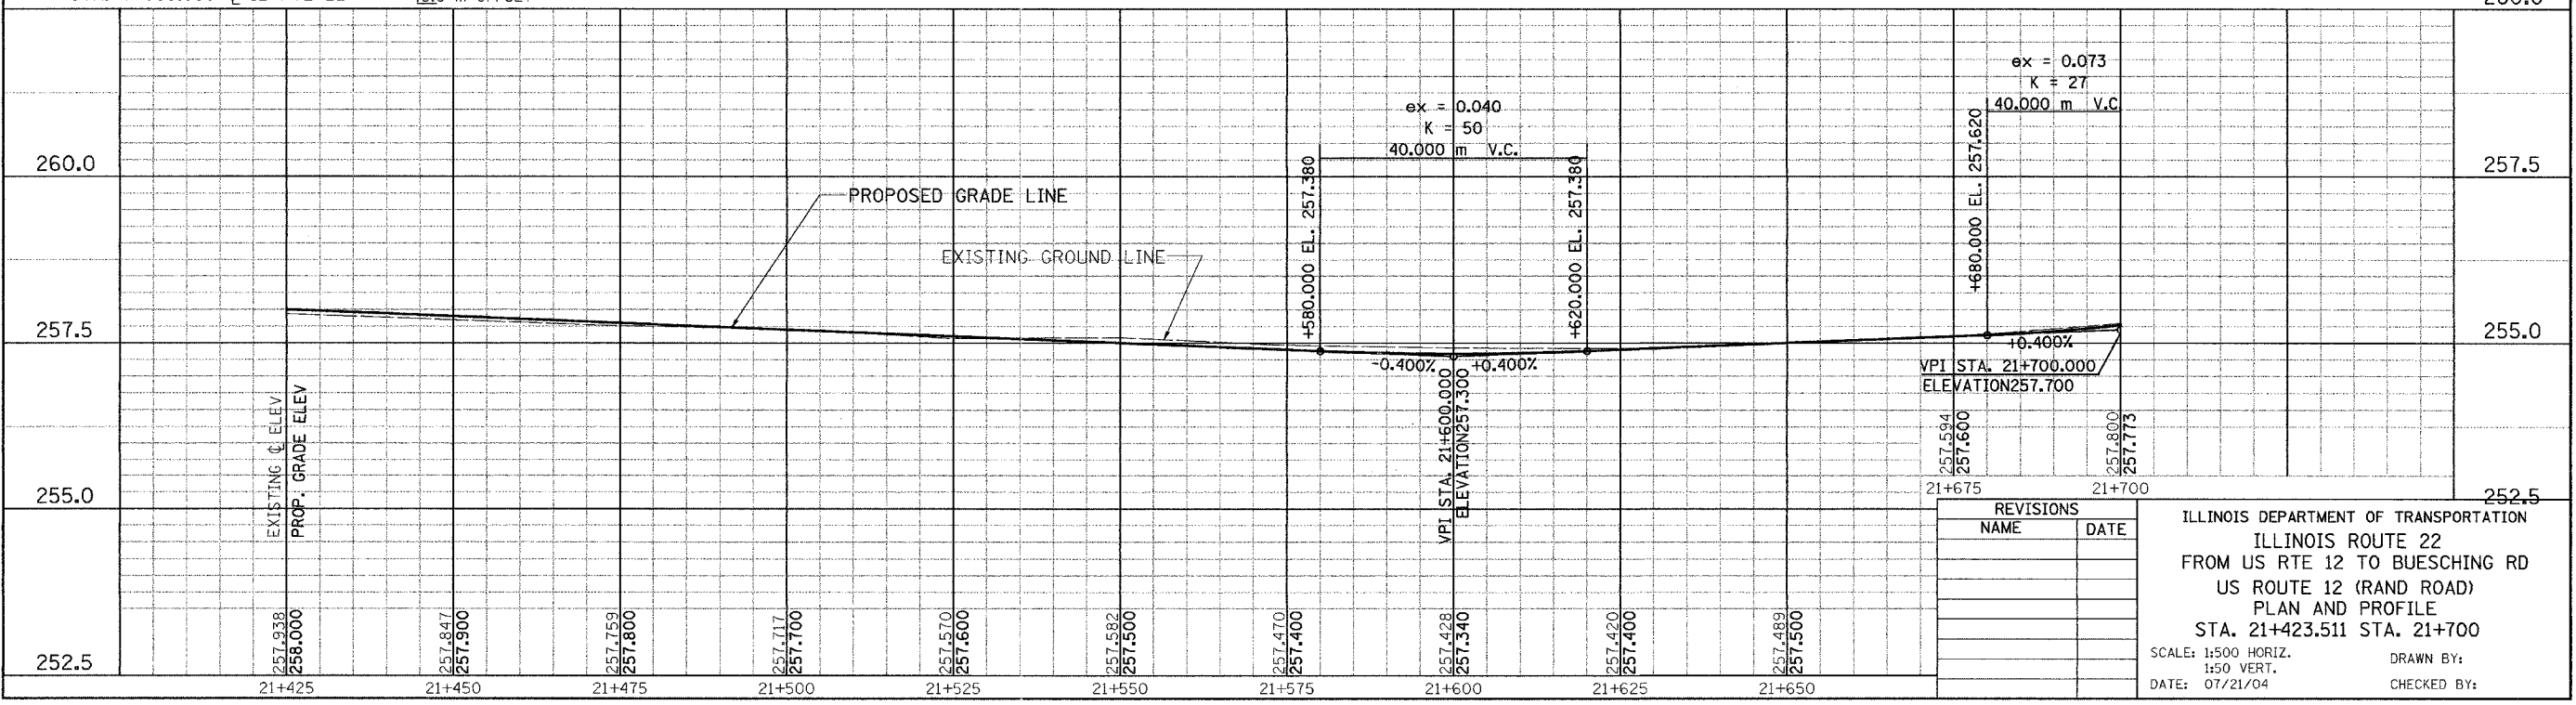 260.0
257.5
255.0
252.5
257.5
255.0
252.5
ex = 0.040
K = 50
40.000 m V.C.
+580.000 EL. 257.380
+620.000 EL. 257.380
ex = 0.073
K = 27
40.000 m V.C
+680.000 EL. 257.620
PROPOSED GRADE LINE
EXISTING GROUND LINE
-0.400%
+0.400%
VPI STA. 21+600.000
ELEVATION257.300
+0.400%
VPI STA. 21+700.000
ELEVATION257.700
EXISTING ℄ ELEV
PROP. GRADE ELEV
257.938
258.000
257.847
257.900
257.759
257.800
257.717
257.700
257.570
257.600
257.582
257.500
257.470
257.400
257.428
257.340
257.420
257.400
257.489
257.500
257.594
257.600
257.800
257.773
21+425
21+450
21+475
21+500
21+525
21+550
21+575
21+600
21+625
21+650
21+675
21+700
REVISIONS
NAME DATE
ILLINOIS DEPARTMENT OF TRANSPORTATION
ILLINOIS ROUTE 22
FROM US RTE 12 TO BUESCHING RD
US ROUTE 12 (RAND ROAD)
PLAN AND PROFILE
STA. 21+423.511 STA. 21+700
SCALE: 1:500 HORIZ.
1:50 VERT.
DATE: 07/21/04
DRAWN BY:
CHECKED BY: